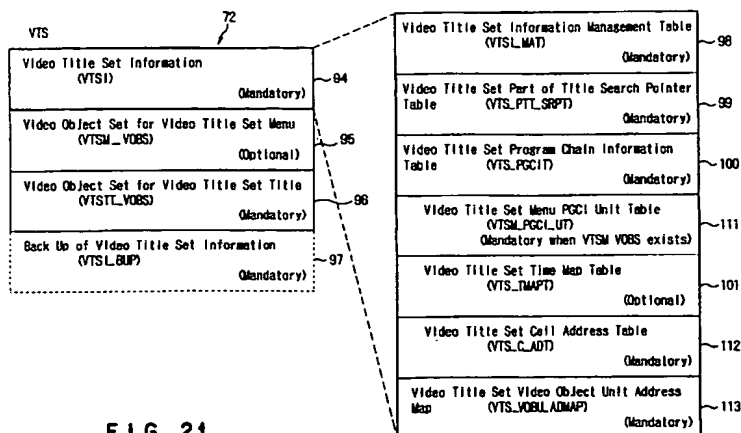 VTS
72
Video Title Set Information
(VTSI)
(Mandatory)
94
Video Object Set for Video Title Set Menu
(VTSM_VOBS)
(Optional)
95
Video Object Set for Video Title Set Title
(VTSTT_VOBS)
(Mandatory)
96
Back Up of Video Title Set Information
(VTSI_BUP)
(Mandatory)
97
Video Title Set Information Management Table
(VTSI_MAT)
(Mandatory)
98
Video Title Set Part of Title Search Pointer
Table (VTS_PTT_SRPT)
(Mandatory)
99
Video Title Set Program Chain Information
Table (VTS_PGCIT)
(Mandatory)
100
Video Title Set Menu PGCI Unit Table
(VTSM_PGCI_UT)
(Mandatory when VTSM VOBS exists)
111
Video Title Set Time Map Table
(VTS_TMAPT)
(Optional)
101
Video Title Set Cell Address Table
(VTS_C_ADT)
(Mandatory)
112
Video Title Set Video Object Unit Address
Map (VTS_VOBU_ADMAP)
(Mandatory)
113
FIG. 21